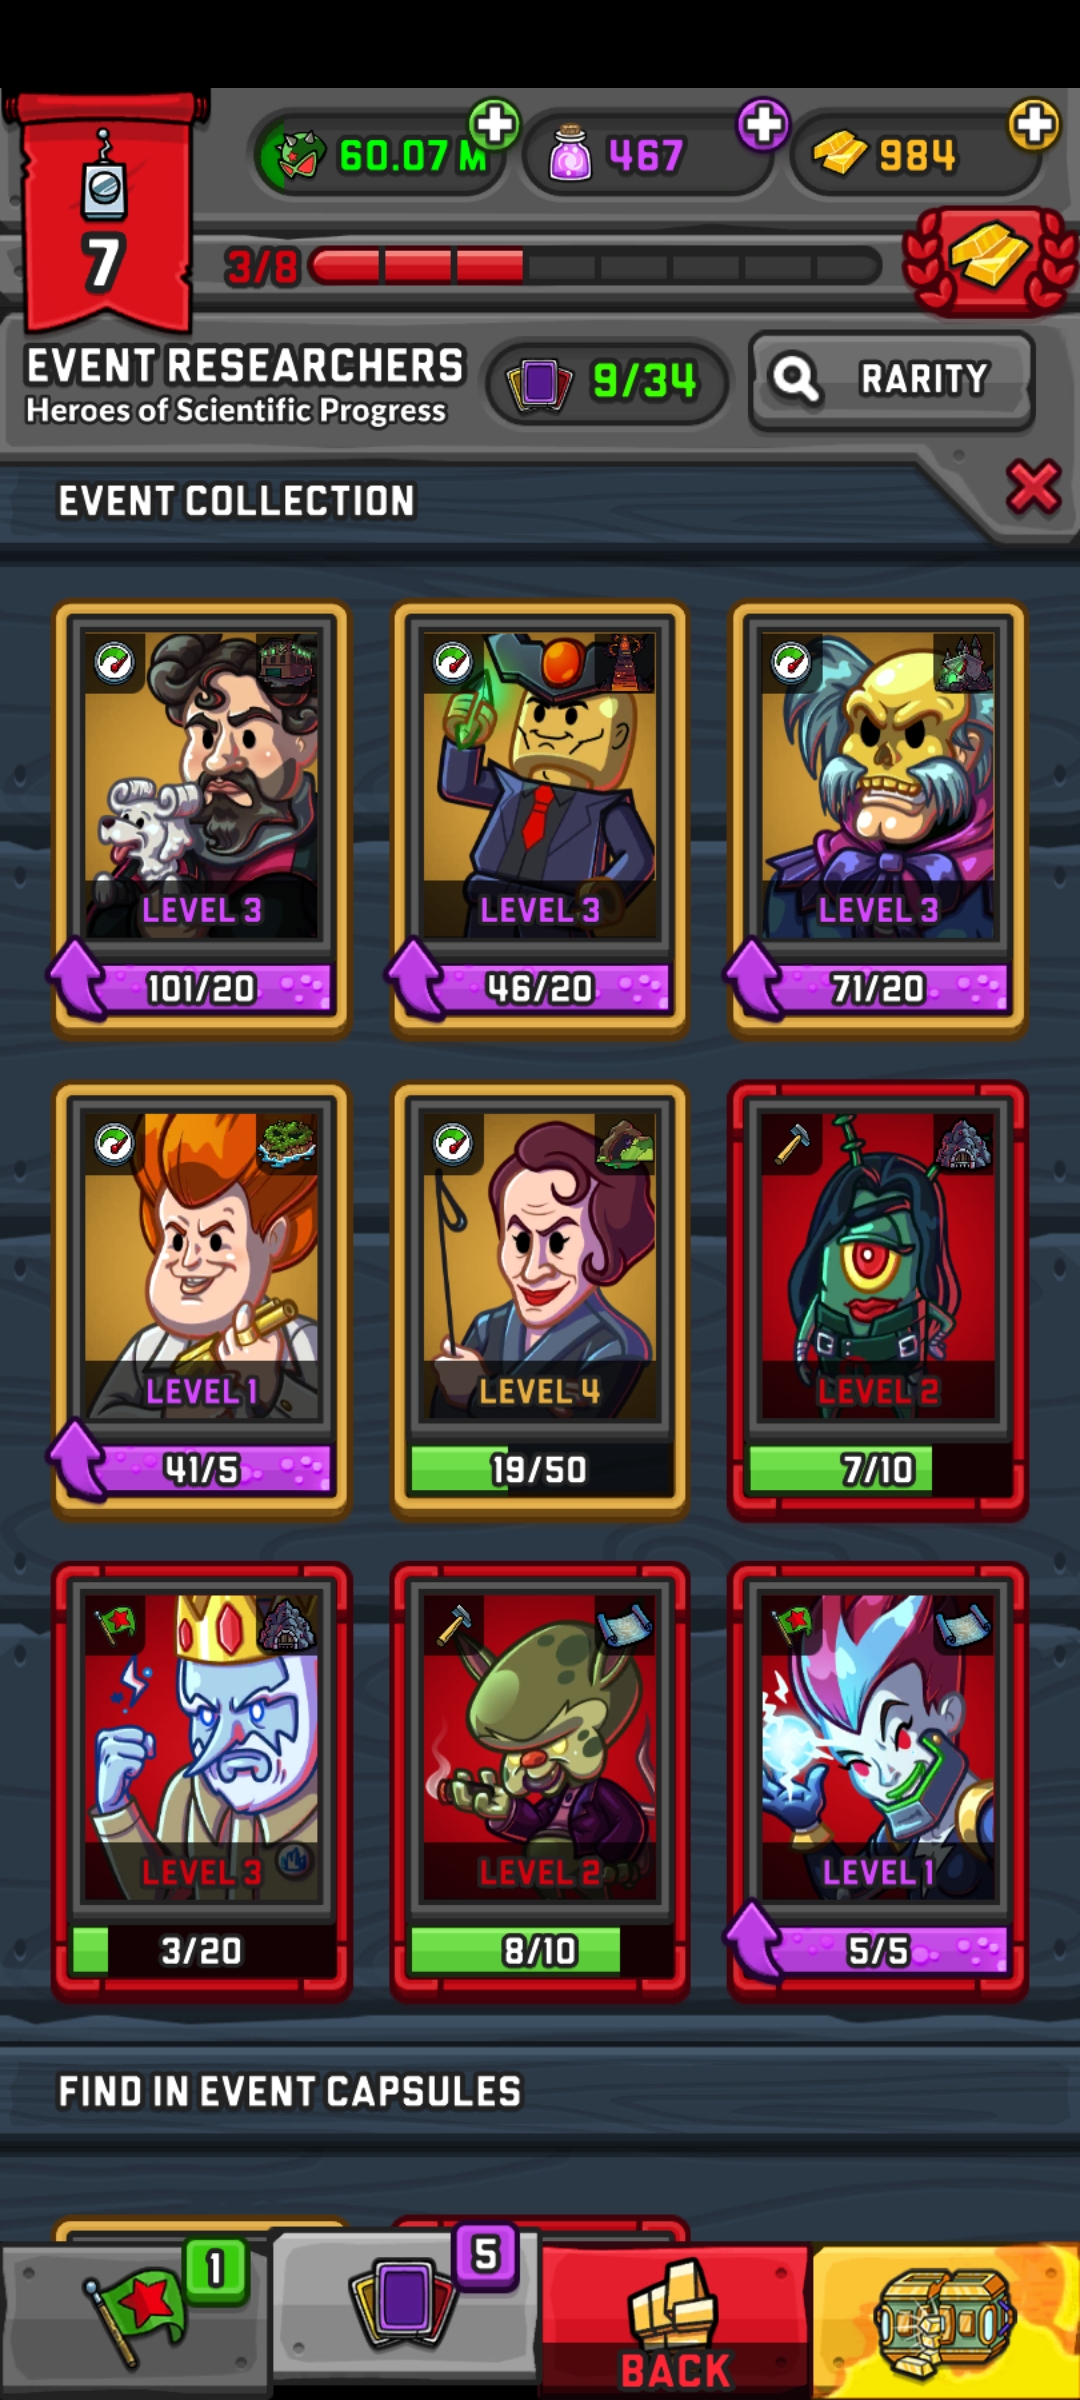 60.07 M
467
984
7
3/8
EVENT RESEARCHERS
Heroes of Scientific Progress
9/34
RARITY
EVENT COLLECTION
LEVEL 3
LEVEL 3
LEVEL 3
101/20
46/20
71/20
LEVEL 1
LEVEL 4
LEVEL 2
41/5
19/50
7/10
LEVEL 3
LEVEL 2
LEVEL 1
3/20
8/10
5/5
FIND IN EVENT CAPSULES
1
5
BACK